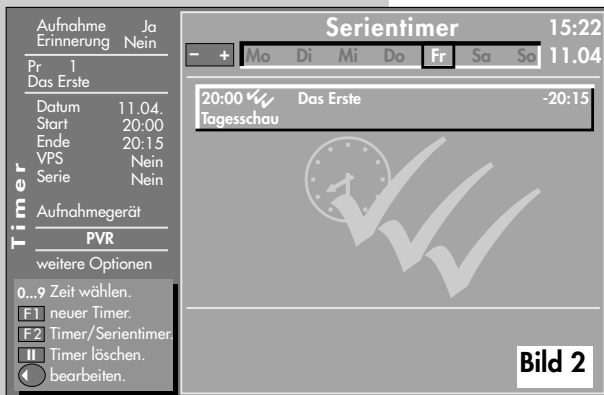 Aufnahme Ja
Erinnerung Nein
Pr 1
Das Erste
Datum 11.04.
Start 20:00
Ende 20:15
VPS Nein
Serie Nein
Aufnahmegerät
PVR
weitere Optionen
Timer
0...9 Zeit wählen.
F1 neuer Timer.
F2 Timer/Serientimer.
Timer löschen.
bearbeiten.
Serientimer 15:22
- + Mo Di Mi Do Fr Sa So 11.04
20:00 Das Erste -20:15
Tagesschau
Bild 2